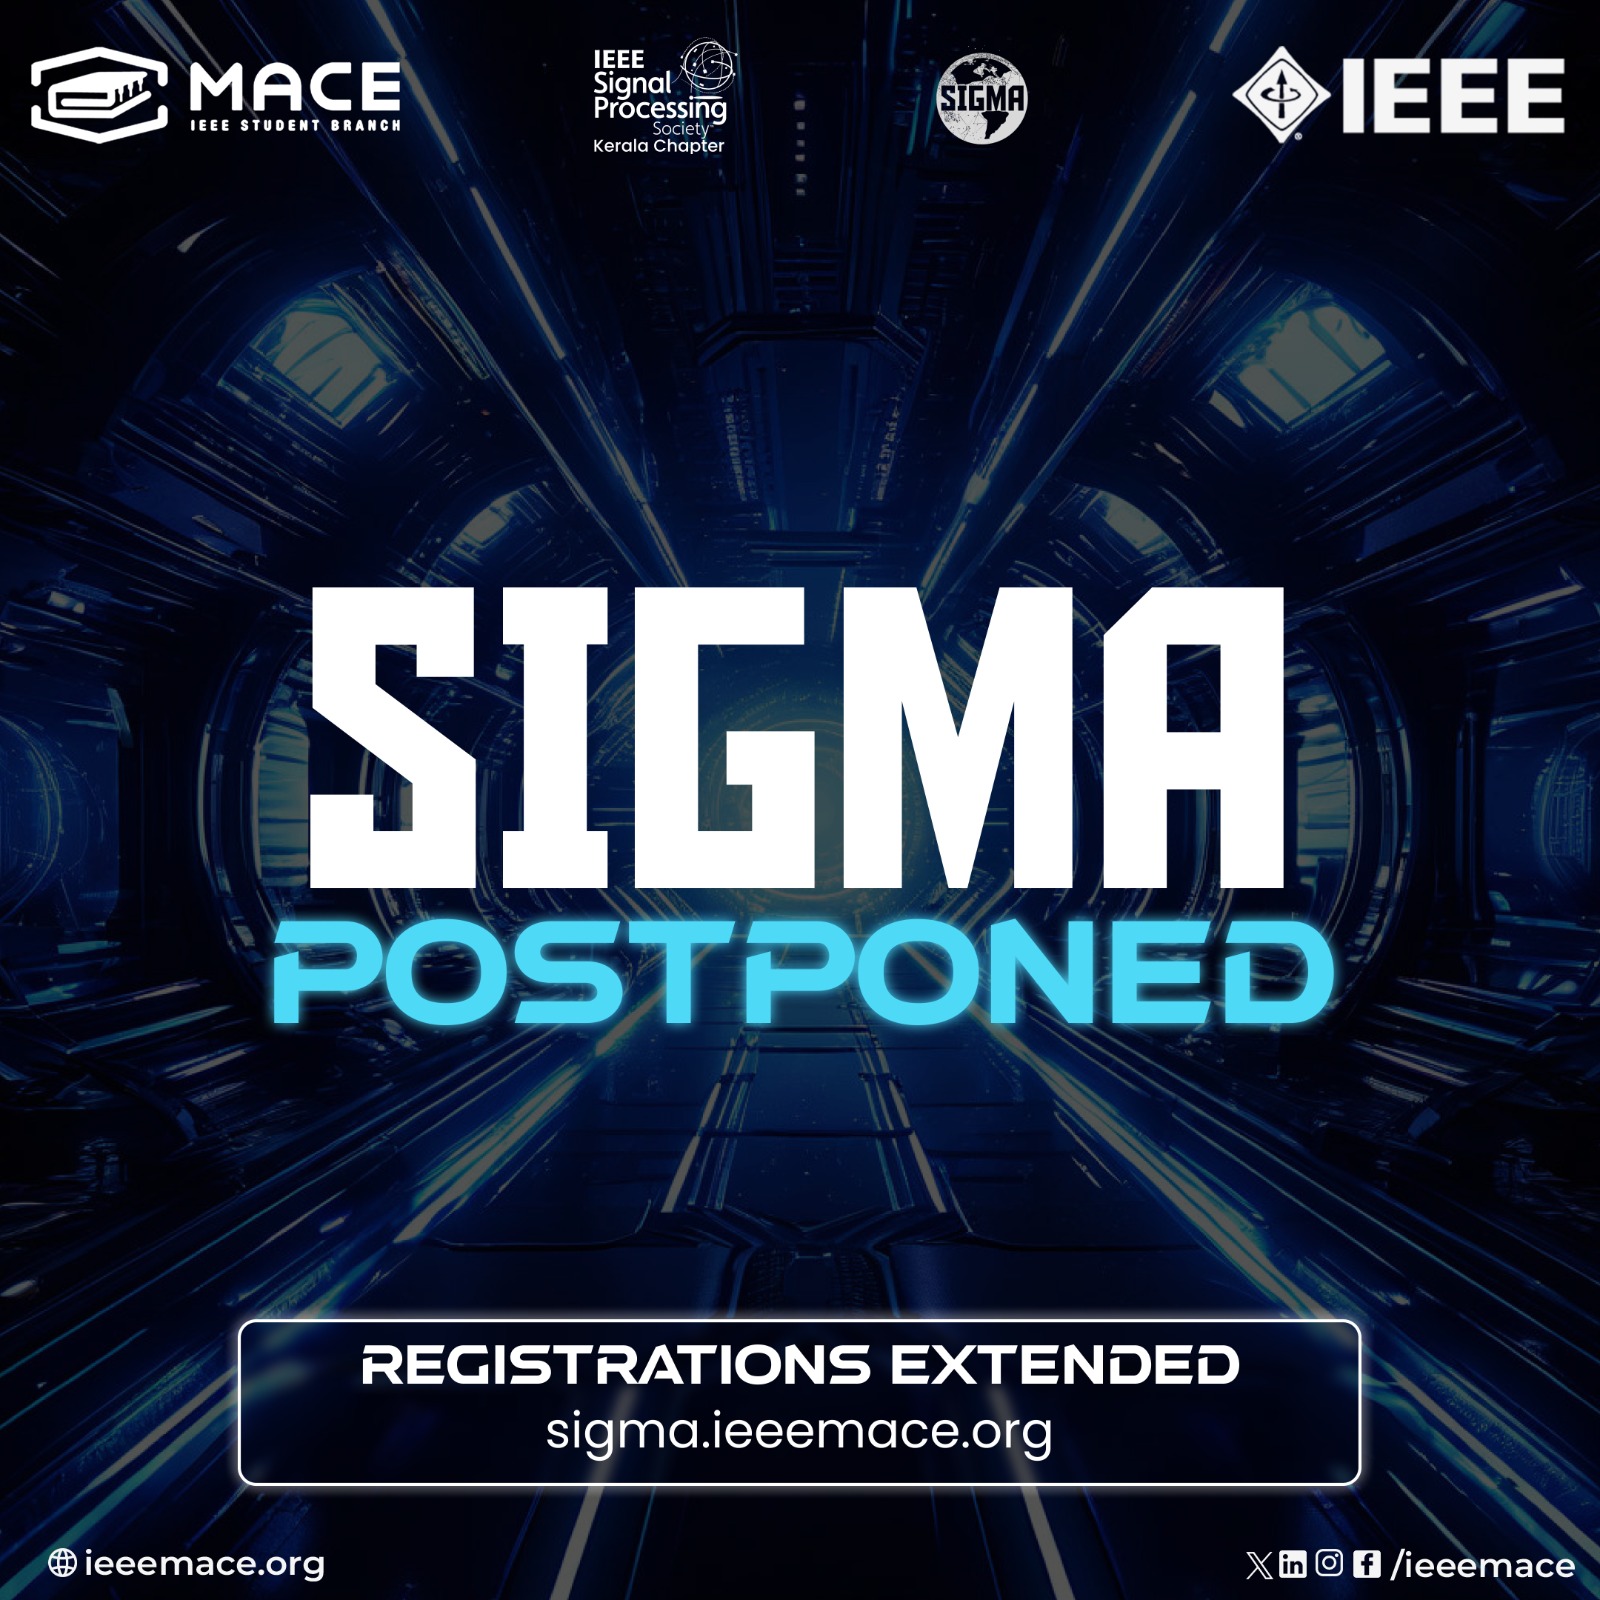 MACE
IEEE STUDENT BRANCH
IEEE
Signal
Processing
Society
Kerala Chapter
SIGMA
IEEE
SIGMA
POSTPONED
REGISTRATIONS EXTENDED
sigma.ieeemace.org
ieeemace.org
/ieeemace